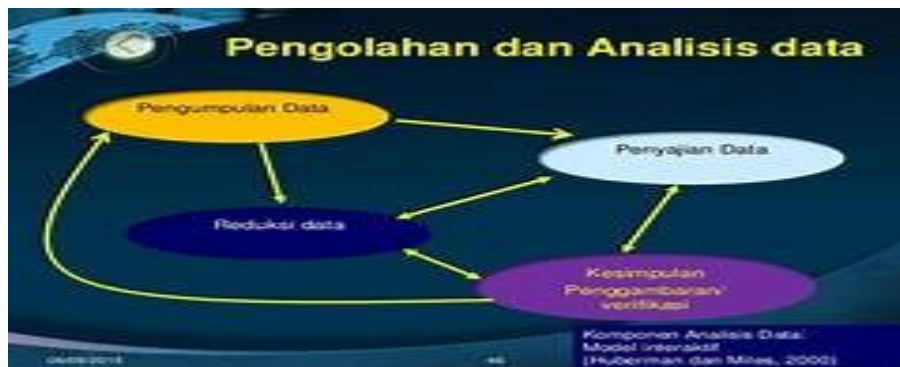 Pengolahan dan Analisis data
Pengumpulan Data
Penyajian Data
Reduksi data
Kesimpulan
Penggambaran/
verifikasi
Komponen Analisis Data:
Model Interaktif
(Huberman dan Miles, 2000)
46